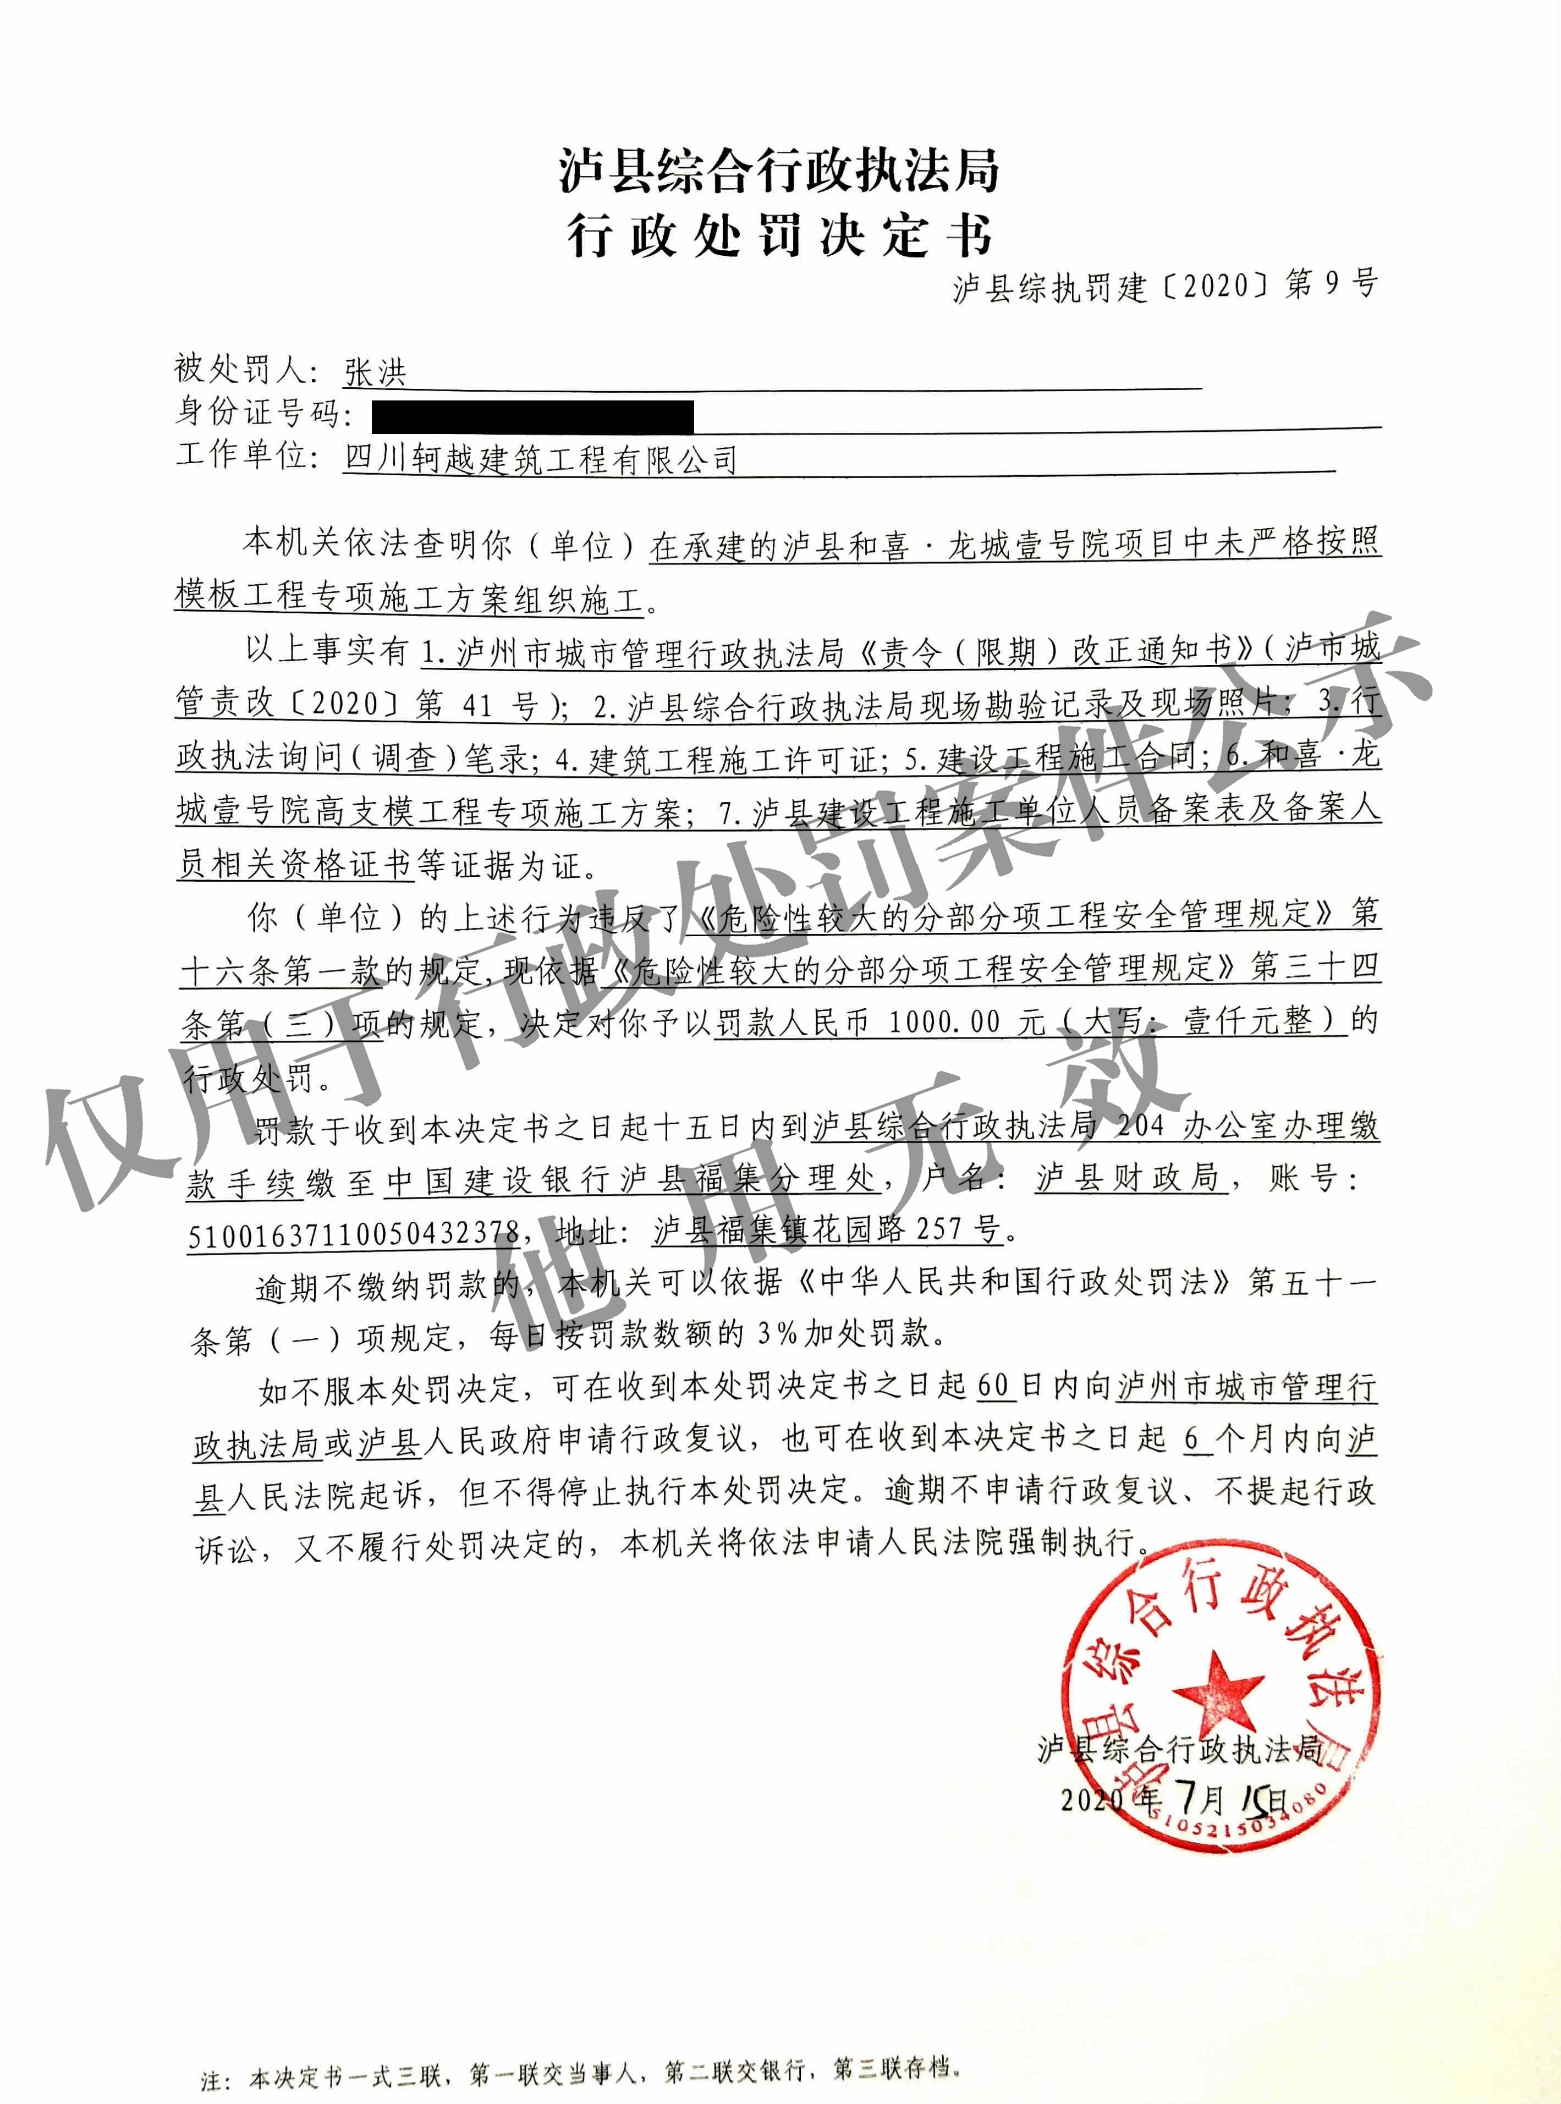 泸县综合行政执法局
行政处罚决定书
泸县综执罚建〔2020〕第9号
被处罚人：张洪
身份证号码：
工作单位：四川轲越建筑工程有限公司
本机关依法查明你（单位）在承建的泸县和喜·龙城壹号院项目中未严格按照
模板工程专项施工方案组织施工。
以上事实有1.泸州市城市管理行政执法局《责令（限期）改正通知书》（泸市城
管责改〔2020〕第 41 号）；2.泸县综合行政执法局现场勘验记录及现场照片；3.行
政执法询问（调查）笔录；4.建筑工程施工许可证；5.建设工程施工合同；6.和喜·龙
城壹号院高支模工程专项施工方案；7.泸县建设工程施工单位人员备案表及备案人
员相关资格证书等证据为证。
你（单位）的上述行为违反了《危险性较大的分部分项工程安全管理规定》第
十六条第一款的规定，现依据《危险性较大的分部分项工程安全管理规定》第三十四
条第（三）项的规定，决定对你予以罚款人民币 1000.00 元（大写：壹仟元整）的
行政处罚。
罚款于收到本决定书之日起十五日内到泸县综合行政执法局 204 办公室办理缴
款手续缴至中国建设银行泸县福集分理处，户名：泸县财政局，账号：
51001637110050432378，地址：泸县福集镇花园路257号。
逾期不缴纳罚款的，本机关可以依据《中华人民共和国行政处罚法》第五十一
条第（一）项规定，每日按罚款数额的3%加处罚款。
如不服本处罚决定，可在收到本处罚决定书之日起60日内向泸州市城市管理行
政执法局或泸县人民政府申请行政复议，也可在收到本决定书之日起 6 个月内向泸
县人民法院起诉，但不得停止执行本处罚决定。逾期不申请行政复议、不提起行政
诉讼，又不履行处罚决定的，本机关将依法申请人民法院强制执行。
泸县综合行政执法局
2020年7月15日
泸县综合行政执法局
5105215034080
注：本决定书一式三联，第一联交当事人，第二联交银行，第三联存档。
仅用于行政处罚案件公示
他用无效